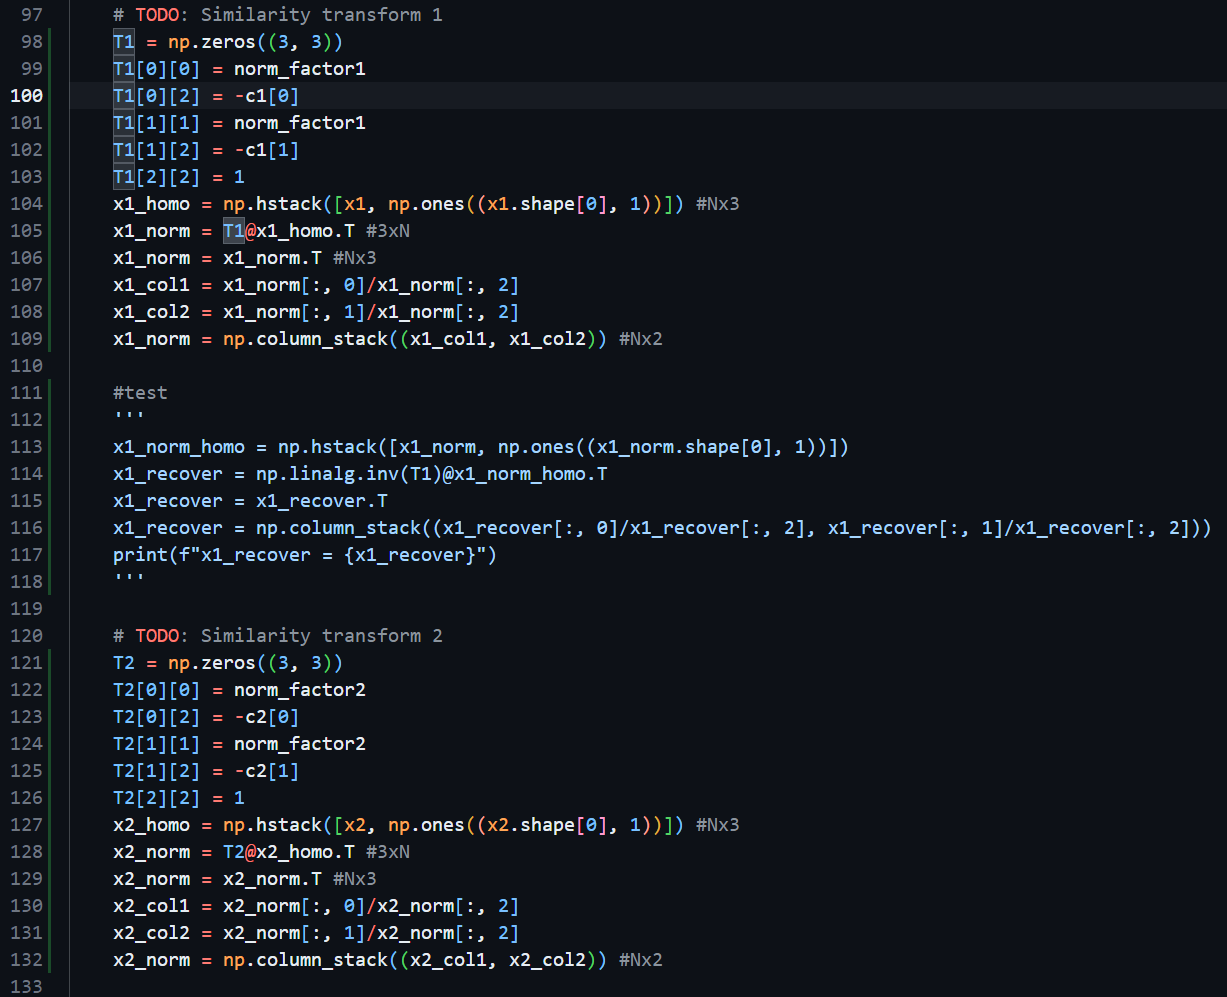 97 # TODO: Similarity transform 1
98 T1 = np.zeros((3, 3))
99 T1[0][0] = norm_factor1
100 T1[0][2] = -c1[0]
101 T1[1][1] = norm_factor1
102 T1[1][2] = -c1[1]
103 T1[2][2] = 1
104 x1_homo = np.hstack([x1, np.ones((x1.shape[0], 1))]) #Nx3
105 x1_norm = T1@x1_homo.T #3xN
106 x1_norm = x1_norm.T #Nx3
107 x1_col1 = x1_norm[:, 0]/x1_norm[:, 2]
108 x1_col2 = x1_norm[:, 1]/x1_norm[:, 2]
109 x1_norm = np.column_stack((x1_col1, x1_col2)) #Nx2
110
111 #test
112 '''
113 x1_norm_homo = np.hstack([x1_norm, np.ones((x1_norm.shape[0], 1))])
114 x1_recover = np.linalg.inv(T1)@x1_norm_homo.T
115 x1_recover = x1_recover.T
116 x1_recover = np.column_stack((x1_recover[:, 0]/x1_recover[:, 2], x1_recover[:, 1]/x1_recover[:, 2]))
117 print(f"x1_recover = {x1_recover}")
118 '''
119
120 # TODO: Similarity transform 2
121 T2 = np.zeros((3, 3))
122 T2[0][0] = norm_factor2
123 T2[0][2] = -c2[0]
124 T2[1][1] = norm_factor2
125 T2[1][2] = -c2[1]
126 T2[2][2] = 1
127 x2_homo = np.hstack([x2, np.ones((x2.shape[0], 1))]) #Nx3
128 x2_norm = T2@x2_homo.T #3xN
129 x2_norm = x2_norm.T #Nx3
130 x2_col1 = x2_norm[:, 0]/x2_norm[:, 2]
131 x2_col2 = x2_norm[:, 1]/x2_norm[:, 2]
132 x2_norm = np.column_stack((x2_col1, x2_col2)) #Nx2
133